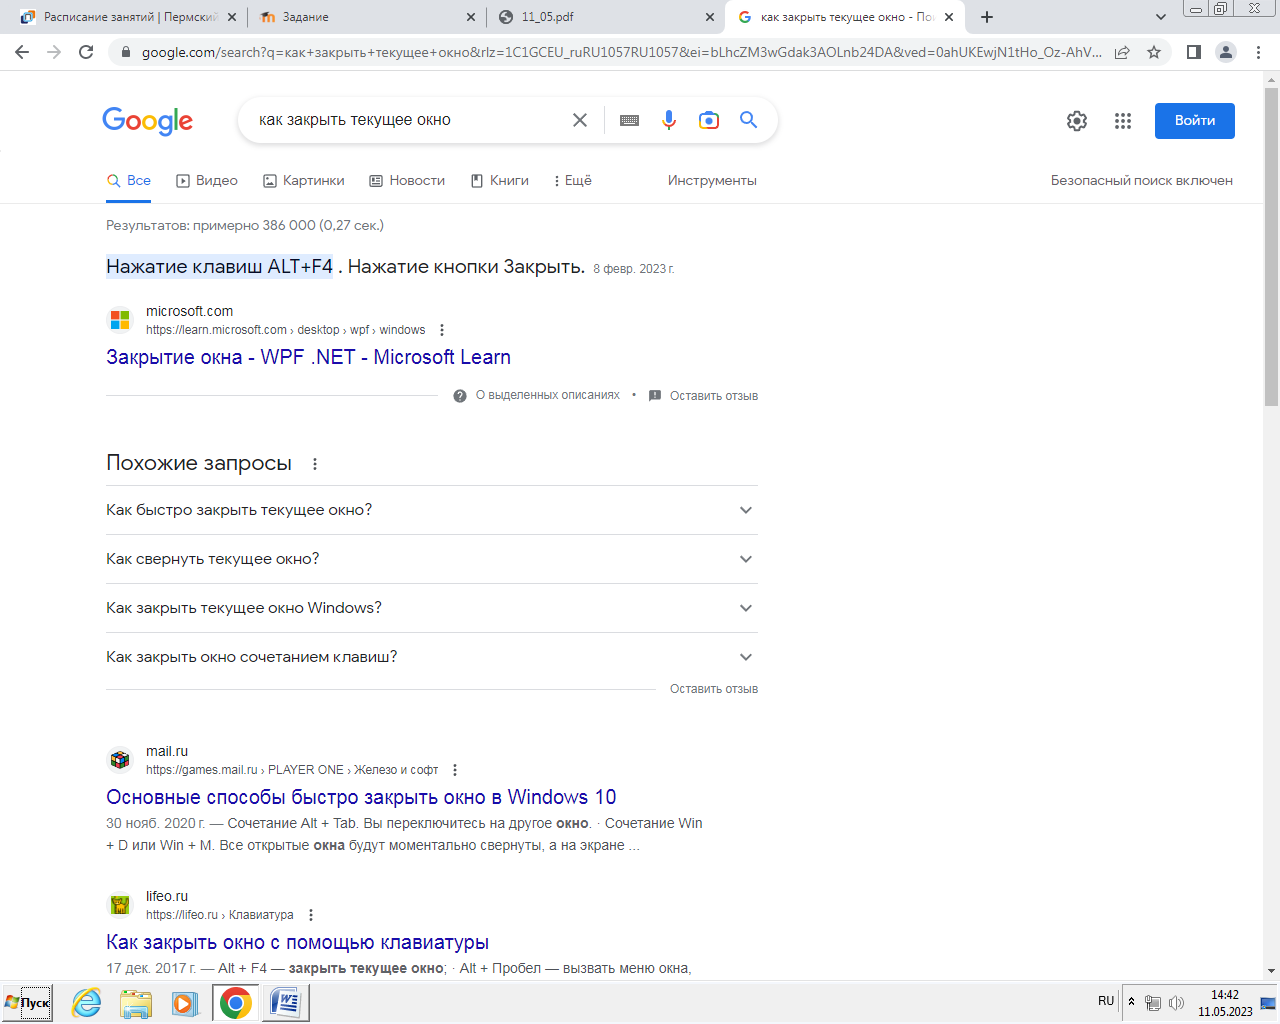 Расписание занятий | Пермский
Задание
11_05.pdf
как закрыть текущее окно - Пои
google.com/search?q=как+закрыть+текущее+окно&rlz=1C1GCEU_ruRU1057RU1057&ei=bLhcZM3wGdak3AOLnb24DA&ved=0ahUKEwjN1tHo_Oz-AhV...
Google
как закрыть текущее окно
Войти
Все
Видео
Картинки
Новости
Книги
Ещё
Инструменты
Безопасный поиск включен
Результатов: примерно 386 000 (0,27 сек.)
Нажатие клавиш ALT+F4 . Нажатие кнопки Закрыть. 8 февр. 2023 г.
microsoft.com
https://learn.microsoft.com › desktop › wpf › windows
Закрытие окна - WPF .NET - Microsoft Learn
О выделенных описаниях • Оставить отзыв
Похожие запросы
Как быстро закрыть текущее окно?
Как свернуть текущее окно?
Как закрыть текущее окно Windows?
Как закрыть окно сочетанием клавиш?
Оставить отзыв
mail.ru
https://games.mail.ru › PLAYER ONE › Железо и софт
Основные способы быстро закрыть окно в Windows 10
30 нояб. 2020 г. — Сочетание Alt + Tab. Вы переключитесь на другое окно. · Сочетание Win
+ D или Win + M. Все открытые окна будут моментально свернуты, а на экране ...
lifeo.ru
https://lifeo.ru › Клавиатура
Как закрыть окно с помощью клавиатуры
17 дек. 2017 г. — Alt + F4 — закрыть текущее окно; · Alt + Пробел — вызвать меню окна,
Пуск
RU
14:42
11.05.2023